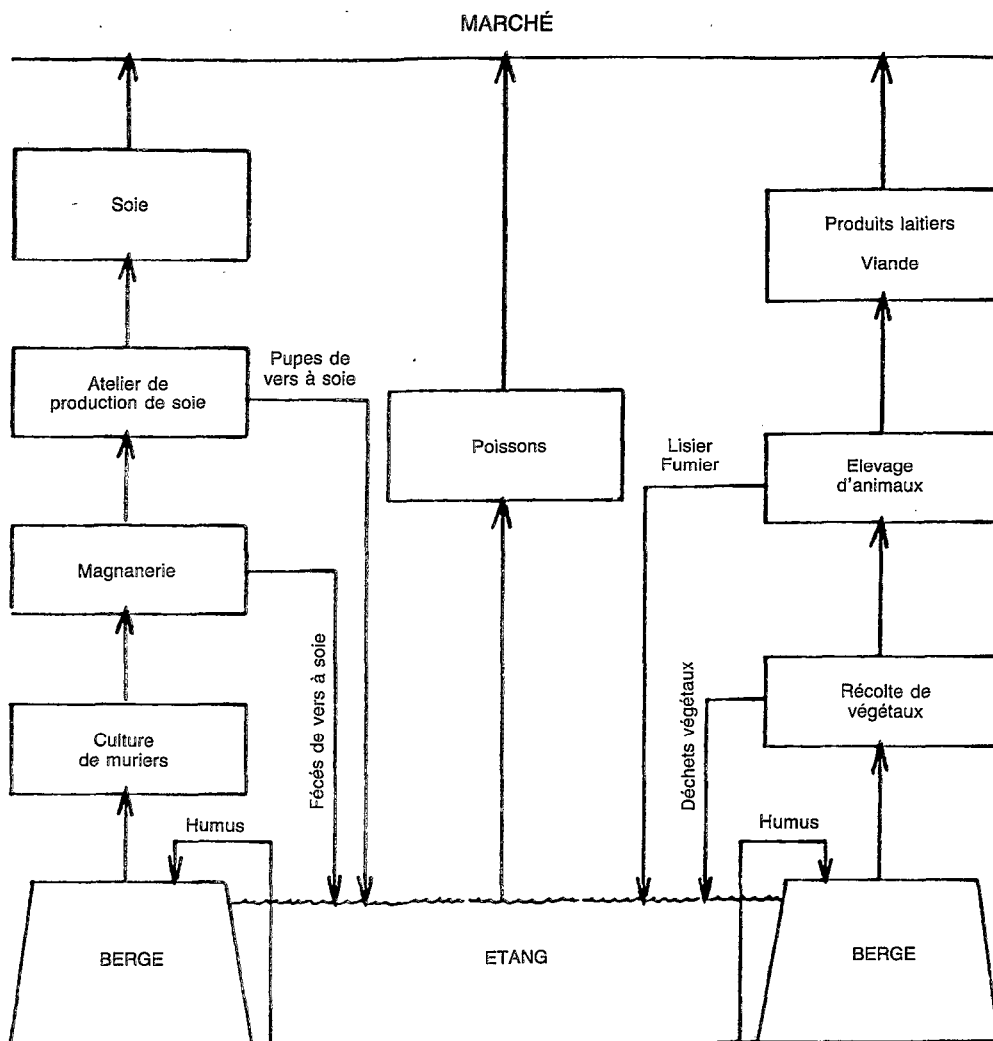 MARCHÉ
Soie
Produits laitiers
Viande
Atelier de
production de soie
Pupes de
vers à soie
Poissons
Lisier
Fumier
Elevage
d'animaux
Magnanerie
Fécés de vers à soie
Déchets végétaux
Récolte de
végétaux
Culture
de muriers
Humus
Humus
BERGE
ETANG
BERGE